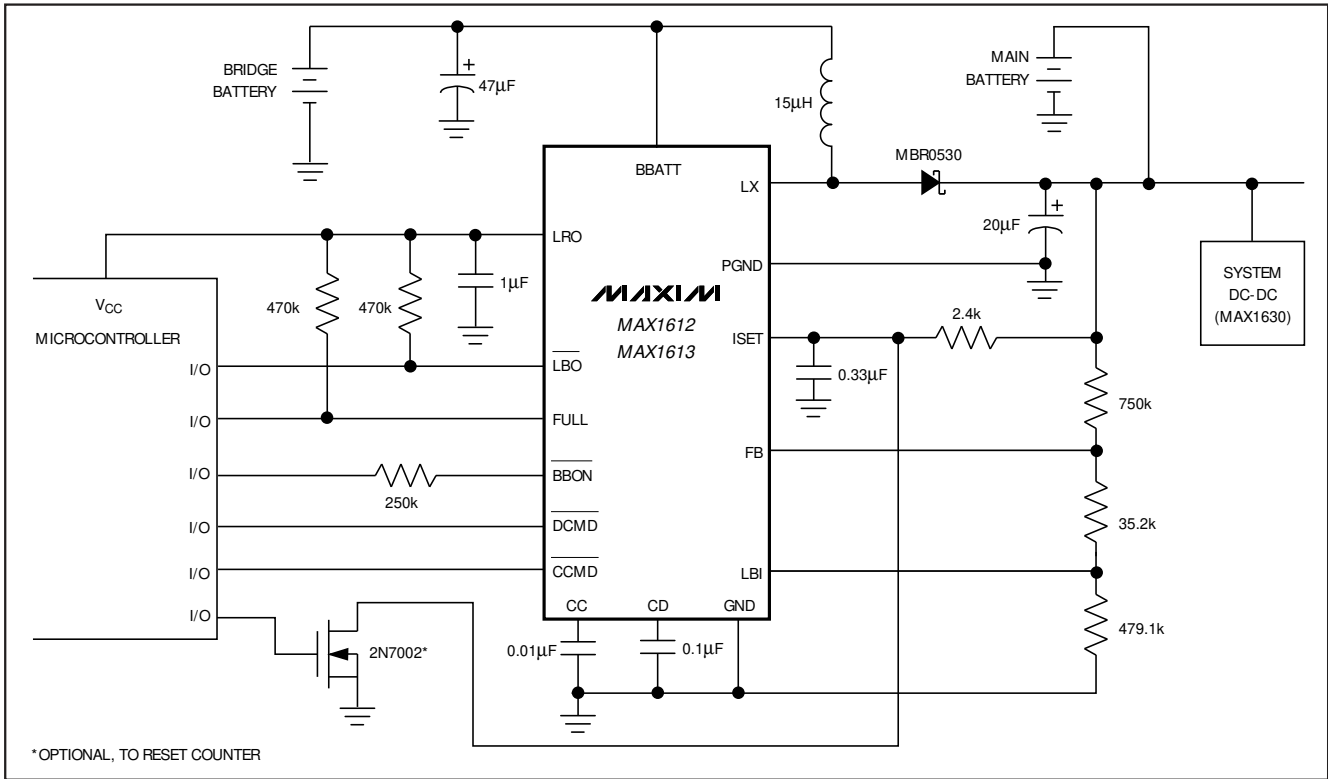 BRIDGE
BATTERY
+
47µF
15µH
MAIN
BATTERY
MBR0530
BBATT
LX
+
20µF
LRO
PGND
1µF
SYSTEM
DC-DC
(MAX1630)
VCC
MICROCONTROLLER
470k
470k
MAXIM
MAX1612
MAX1613
ISET
2.4k
0.33µF
I/O
LBO
750k
I/O
FULL
FB
I/O
250k
BBON
35.2k
I/O
DCMD
I/O
CCMD
LBI
I/O
CC
CD
GND
2N7002*
0.01µF
0.1µF
479.1k
*OPTIONAL, TO RESET COUNTER